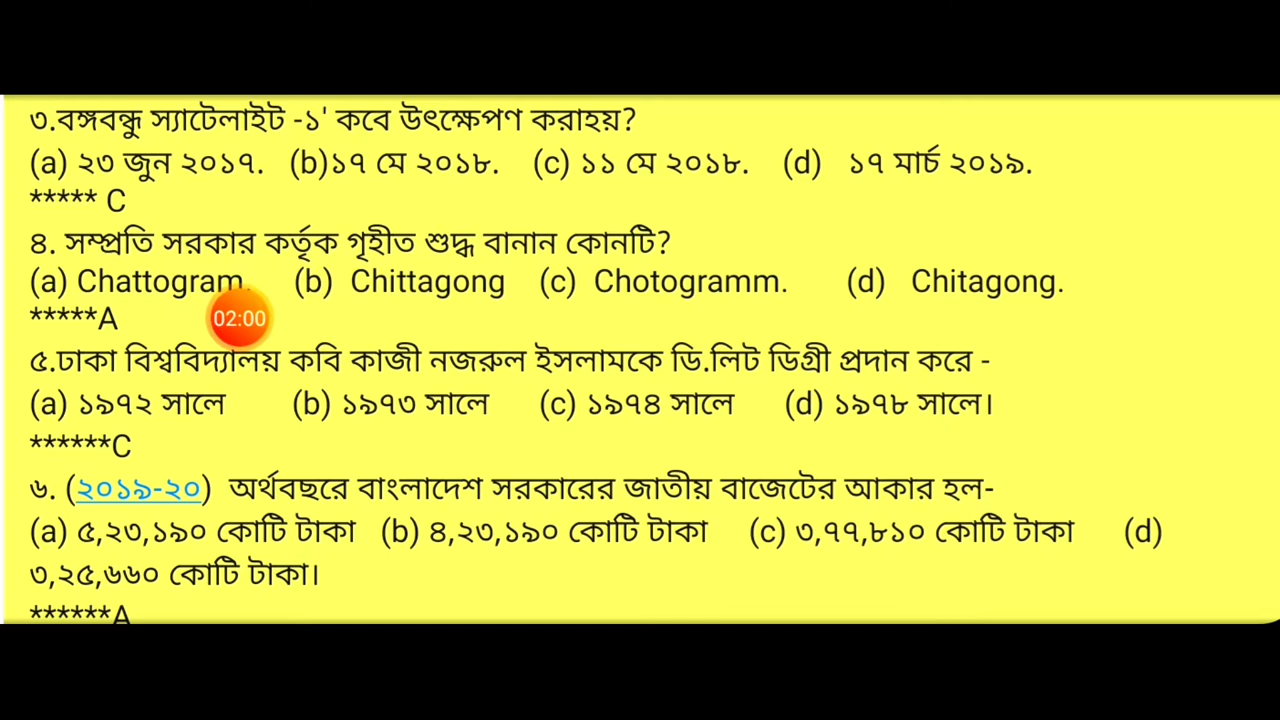 ৩.বঙ্গবন্ধু স্যাটেলাইট -১' কবে উৎক্ষেপণ করাহয়?
(a) ২৩ জুন ২০১৭. (b)১৭ মে ২০১৮. (c) ১১ মে ২০১৮. (d) ১৭ মার্চ ২০১৯.
***** C
৪. সম্প্রতি সরকার কর্তৃক গৃহীত শুদ্ধ বানান কোনটি?
(a) Chattogram. (b) Chittagong (c) Chotogramm. (d) Chitagong.
*****A
02:00
৫.ঢাকা বিশ্ববিদ্যালয় কবি কাজী নজরুল ইসলামকে ডি.লিট ডিগ্রী প্রদান করে -
(a) ১৯৭২ সালে (b) ১৯৭৩ সালে (c) ১৯৭৪ সালে (d) ১৯৭৮ সালে।
******C
৬. (২০১৯-২০) অর্থবছরে বাংলাদেশ সরকারের জাতীয় বাজেটের আকার হল-
(a) ৫,২৩,১৯০ কোটি টাকা (b) ৪,২৩,১৯০ কোটি টাকা (c) ৩,৭৭,৮১০ কোটি টাকা (d)
৩,২৫,৬৬০ কোটি টাকা।
******A